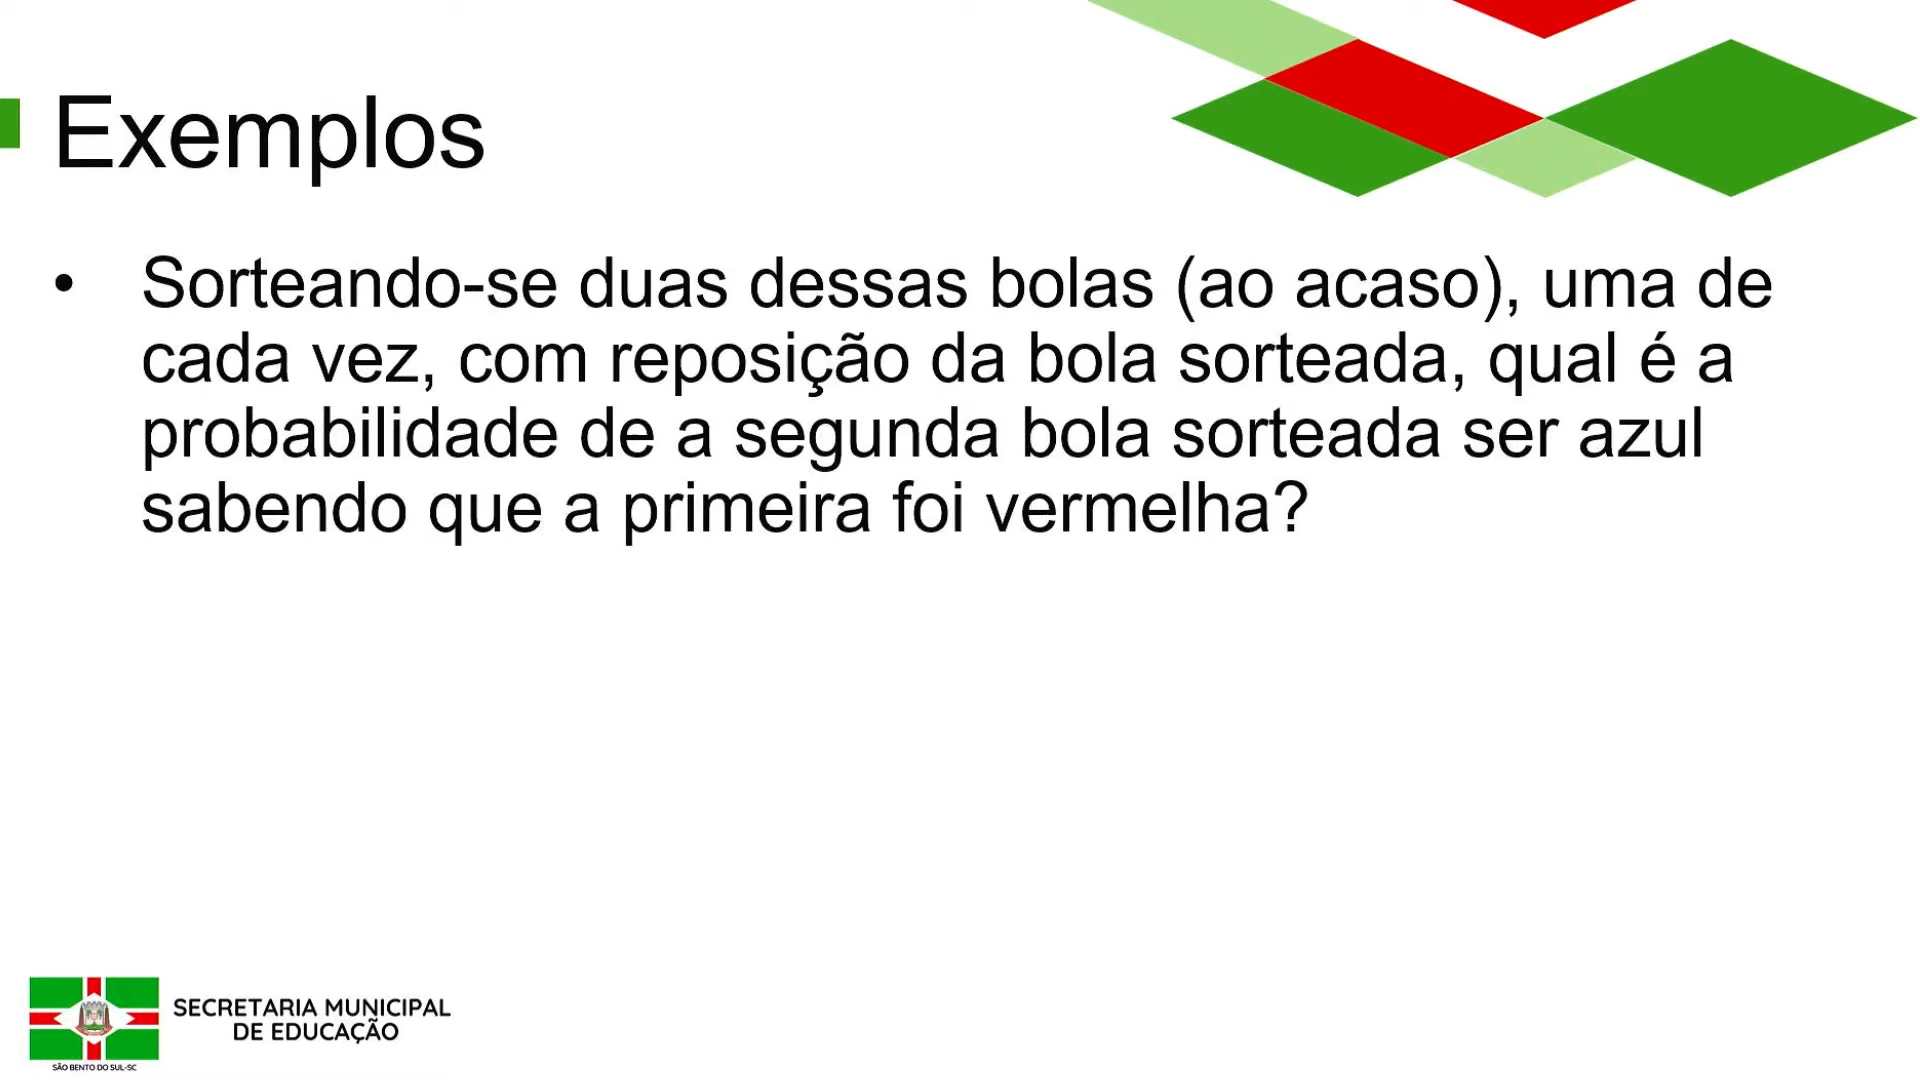 Exemplos
• Sorteando-se duas dessas bolas (ao acaso), uma de
cada vez, com reposição da bola sorteada, qual é a
probabilidade de a segunda bola sorteada ser azul
sabendo que a primeira foi vermelha?
SECRETARIA MUNICIPAL
DE EDUCAÇÃO
SÃO BENTO DO SUL-SC